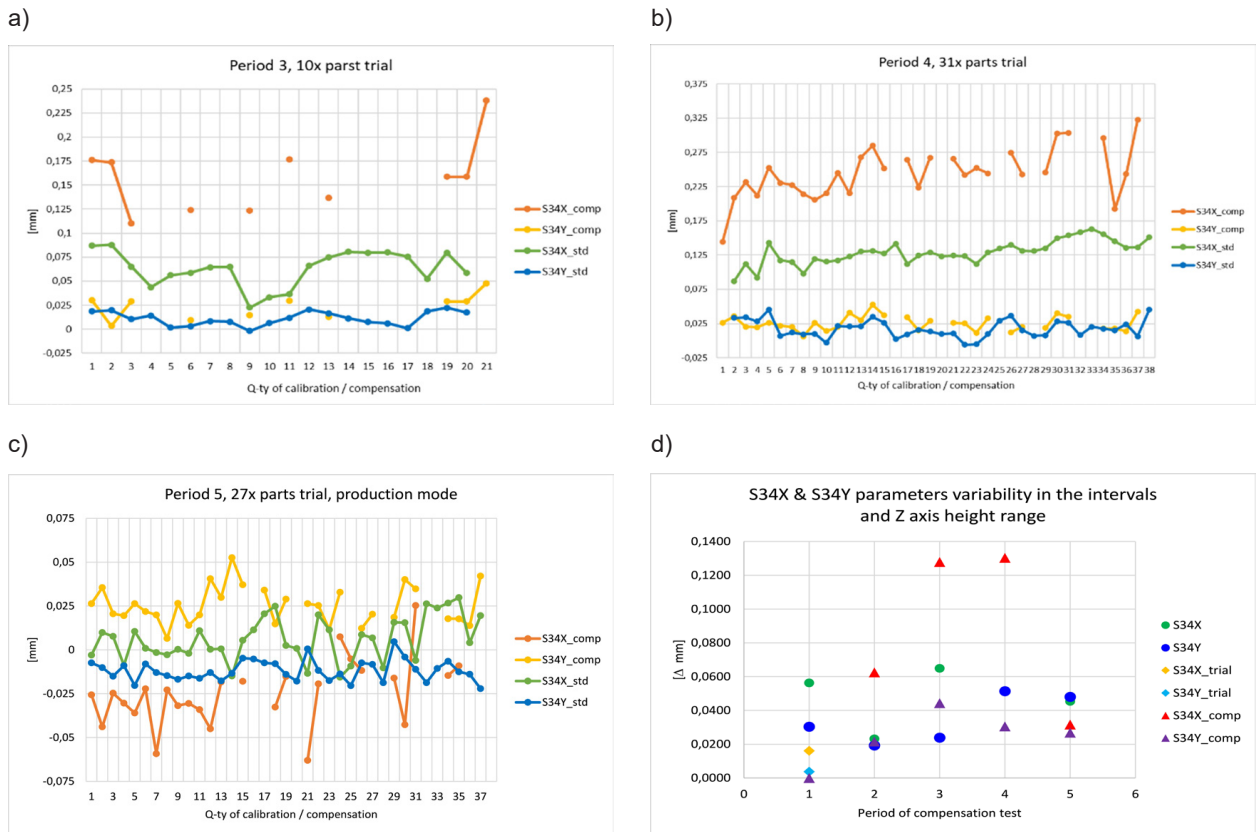 a)
Period 3, 10x parst trial
[mm]
0,25
0,225
0,2
0,175
0,15
0,125
0,1
0,075
0,05
0,025
0
-0,025
1 2 3 4 5 6 7 8 9 10 11 12 13 14 15 16 17 18 19 20 21
Q-ty of calibration / compensation
S34X_comp
S34Y_comp
S34X_std
S34Y_std
b)
Period 4, 31x parts trial
[mm]
0,375
0,325
0,275
0,225
0,175
0,125
0,075
0,025
-0,025
1 2 3 4 5 6 7 8 9 10 11 12 13 14 15 16 17 18 19 20 21 22 23 24 25 26 27 28 29 30 31 32 33 34 35 36 37 38
Q-ty of calibration / compensation
S34X_comp
S34Y_comp
S34X_std
S34Y_std
c)
Period 5, 27x parts trial, production mode
[mm]
0,075
0,05
0,025
0
-0,025
-0,05
-0,075
1 3 5 7 9 11 13 15 17 19 21 23 25 27 29 31 33 35 37
Q-ty of calibration / compensation
S34X_comp
S34Y_comp
S34X_std
S34Y_std
d)
S34X & S34Y parameters variability in the intervals
and Z axis height range
[Δ mm]
0,1400
0,1200
0,1000
0,0800
0,0600
0,0400
0,0200
0,0000
0 1 2 3 4 5 6
Period of compensation test
S34X
S34Y
S34X_trial
S34Y_trial
S34X_comp
S34Y_comp